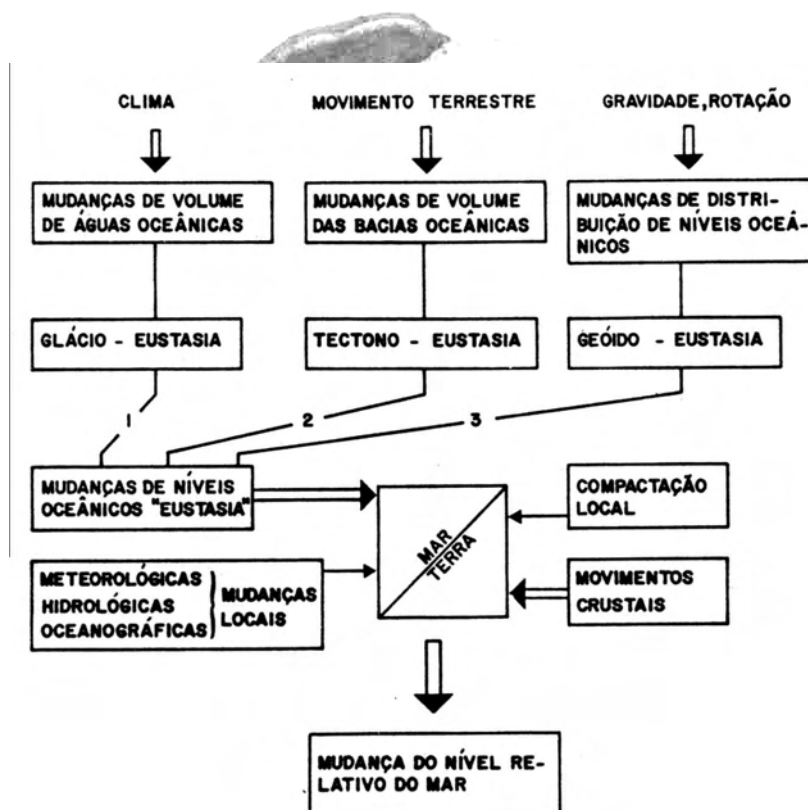 CLIMA
MOVIMENTO TERRESTRE
GRAVIDADE, ROTAÇÃO
MUDANÇAS DE VOLUME
DE ÁGUAS OCEÂNICAS
MUDANÇAS DE VOLUME
DAS BACIAS OCEÂNICAS
MUDANÇAS DE DISTRI-
BUIÇÃO DE NÍVEIS OCEÂ-
NICOS
GLÁCIO - EUSTASIA
TECTONO - EUSTASIA
GEÓIDO - EUSTASIA
1
2
3
MUDANÇAS DE NÍVEIS
OCEÂNICOS "EUSTASIA"
MAR
TERRA
COMPACTAÇÃO
LOCAL
METEOROLÓGICAS
HIDROLÓGICAS
OCEANOGRÁFICAS
MUDANÇAS
LOCAIS
MOVIMENTOS
CRUSTAIS
MUDANÇA DO NÍVEL RE-
LATIVO DO MAR